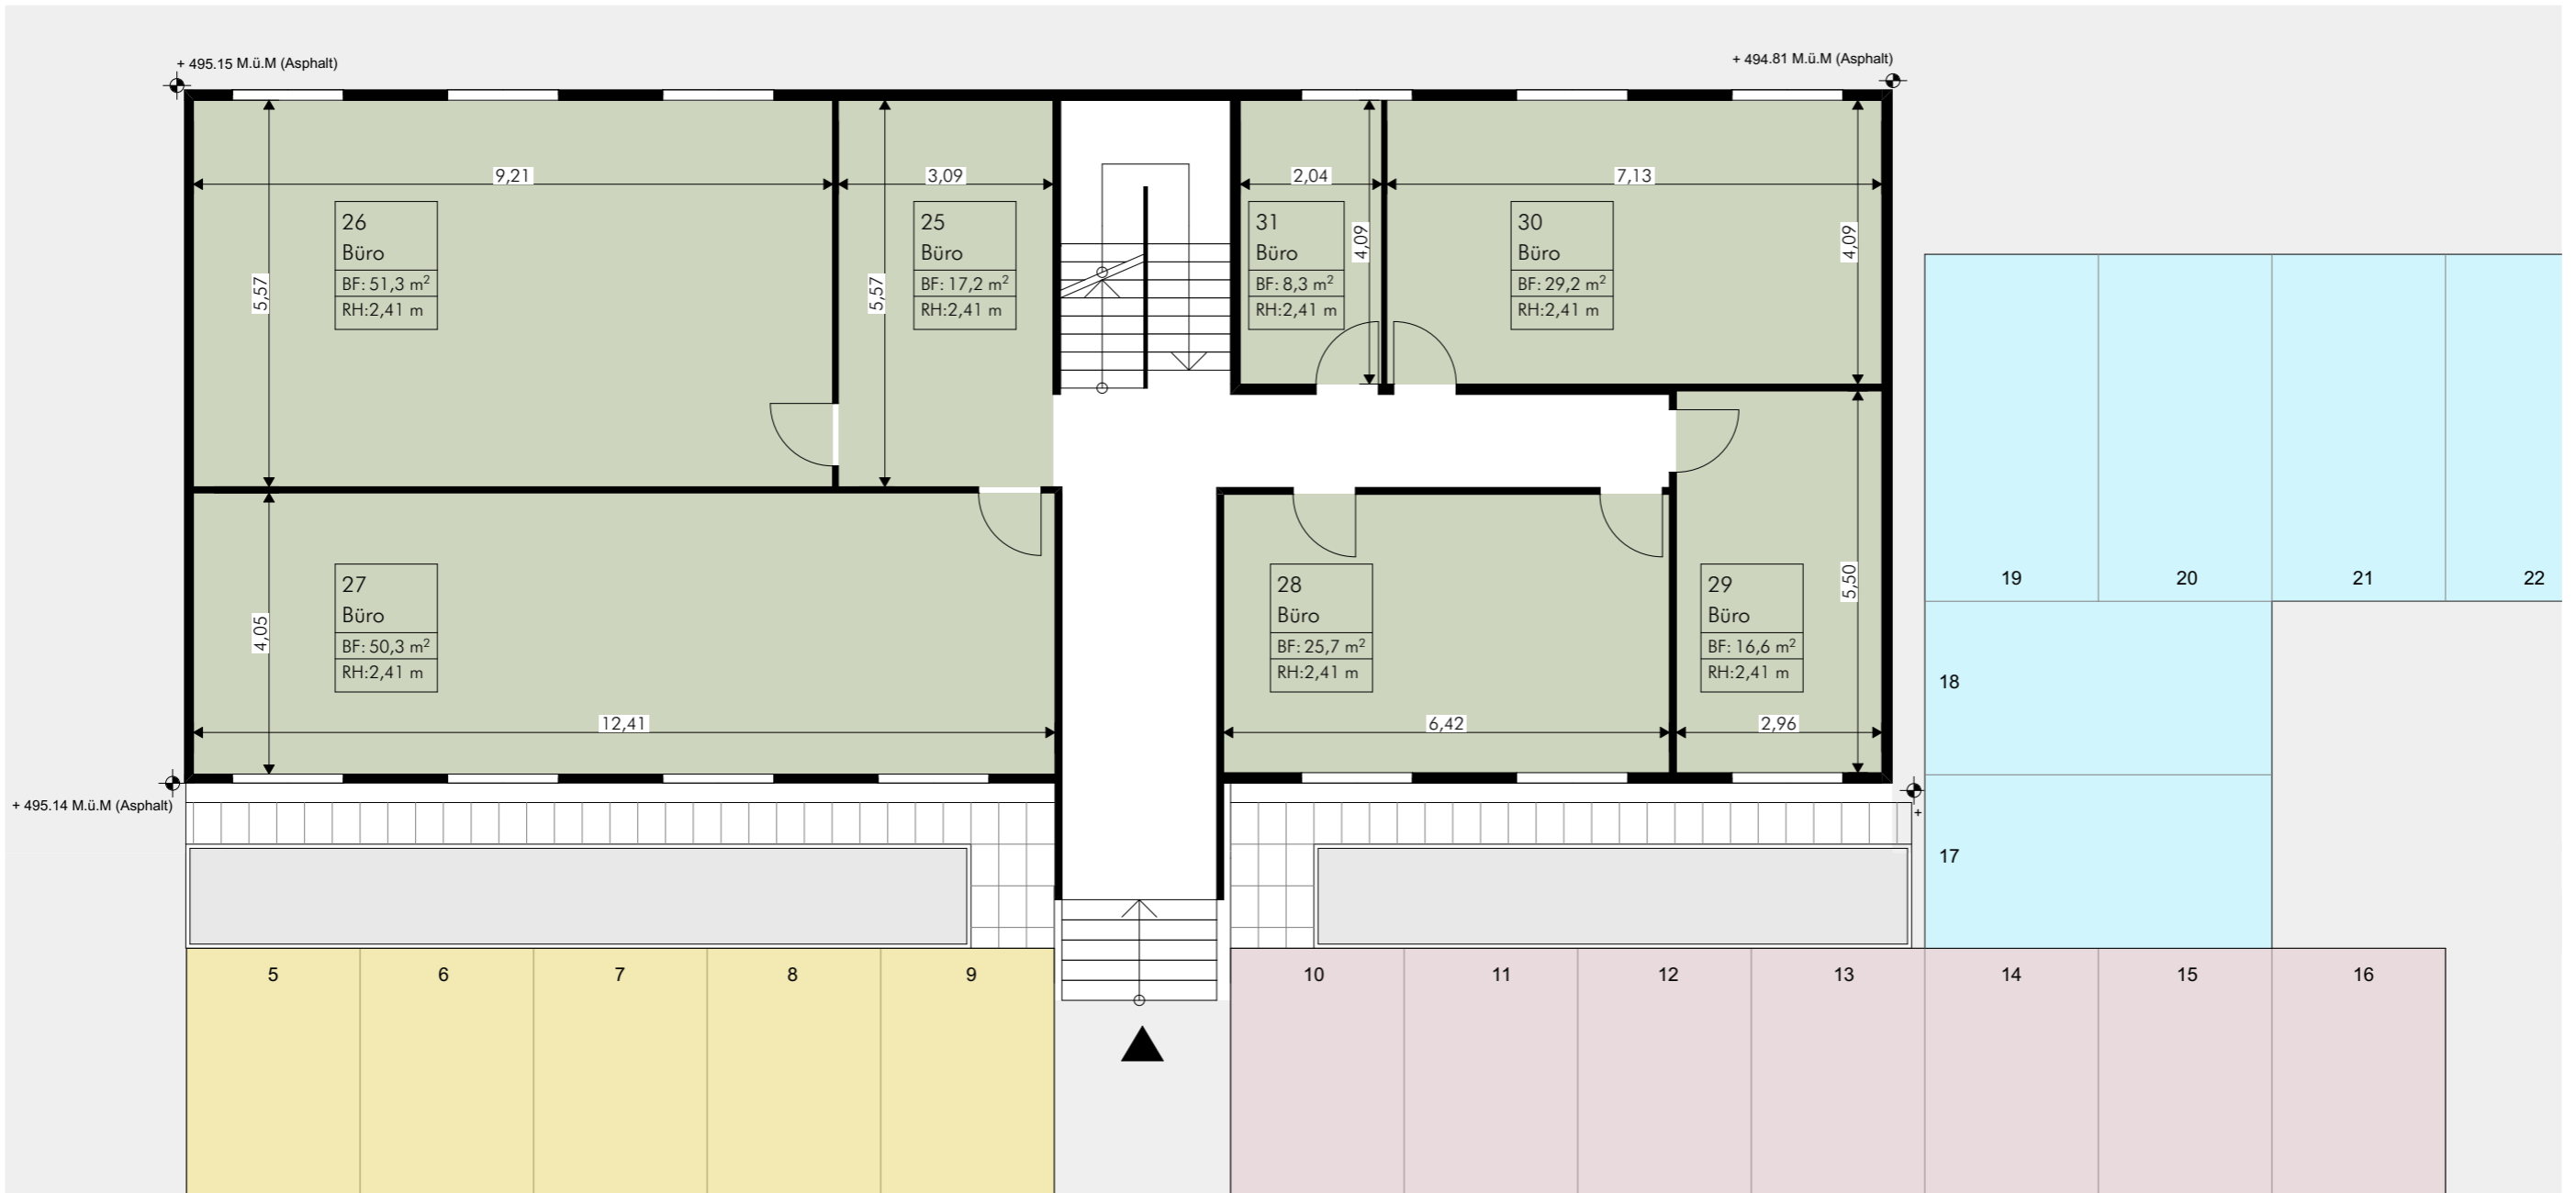 + 495.15 M.ü.M (Asphalt)
+ 494.81 M.ü.M (Asphalt)
9,21
3,09
2,04
7,13
26
Büro
BF: 51,3 m²
RH:2,41 m
25
Büro
BF: 17,2 m²
RH:2,41 m
31
Büro
BF: 8,3 m²
RH:2,41 m
30
Büro
BF: 29,2 m²
RH:2,41 m
5,57
5,57
4,09
4,09
27
Büro
BF: 50,3 m²
RH:2,41 m
28
Büro
BF: 25,7 m²
RH:2,41 m
29
Büro
BF: 16,6 m²
RH:2,41 m
4,05
5,50
12,41
6,42
2,96
+ 495.14 M.ü.M (Asphalt)
+
19
20
21
22
18
17
5
6
7
8
9
10
11
12
13
14
15
16